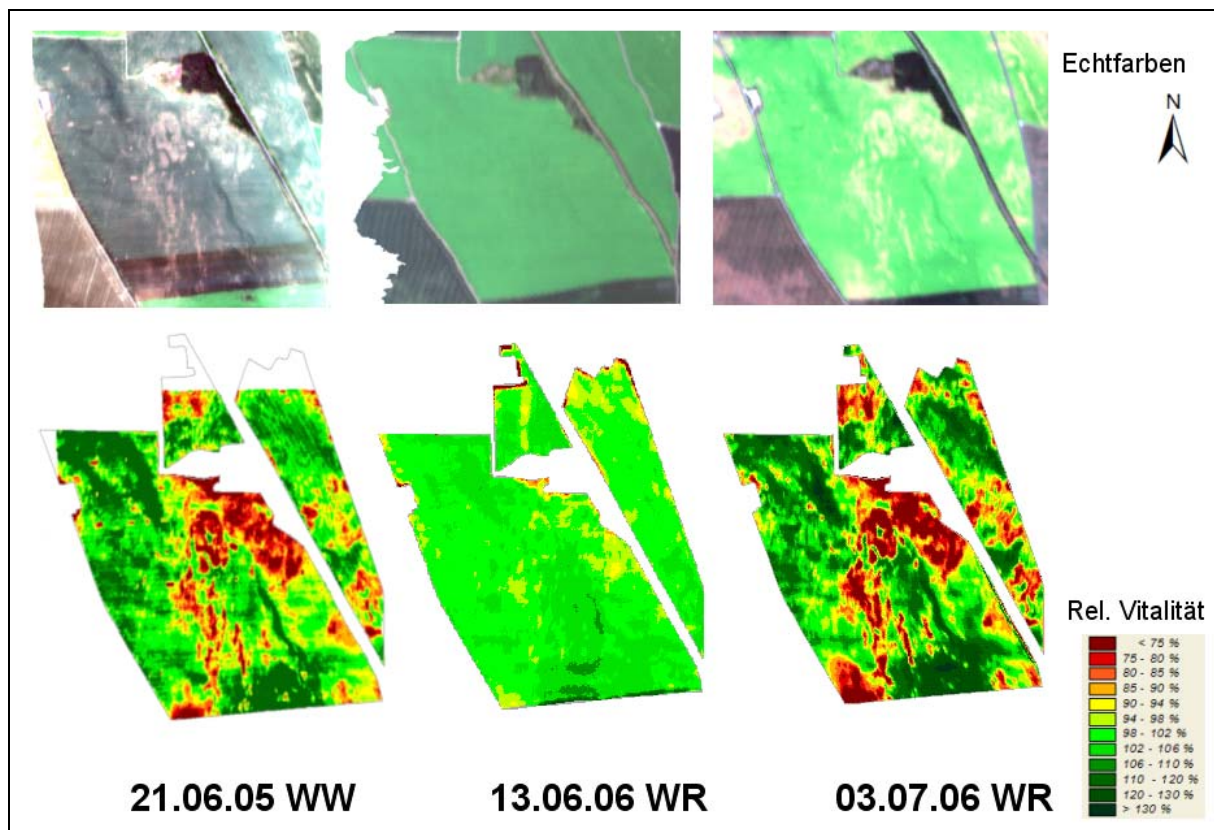 Echtfarben
N
Rel. Vitalität
< 75 %
75 - 80 %
80 - 85 %
85 - 90 %
90 - 94 %
94 - 98 %
98 - 102 %
102 - 106 %
106 - 110 %
110 - 120 %
120 - 130 %
> 130 %
21.06.05 WW
13.06.06 WR
03.07.06 WR